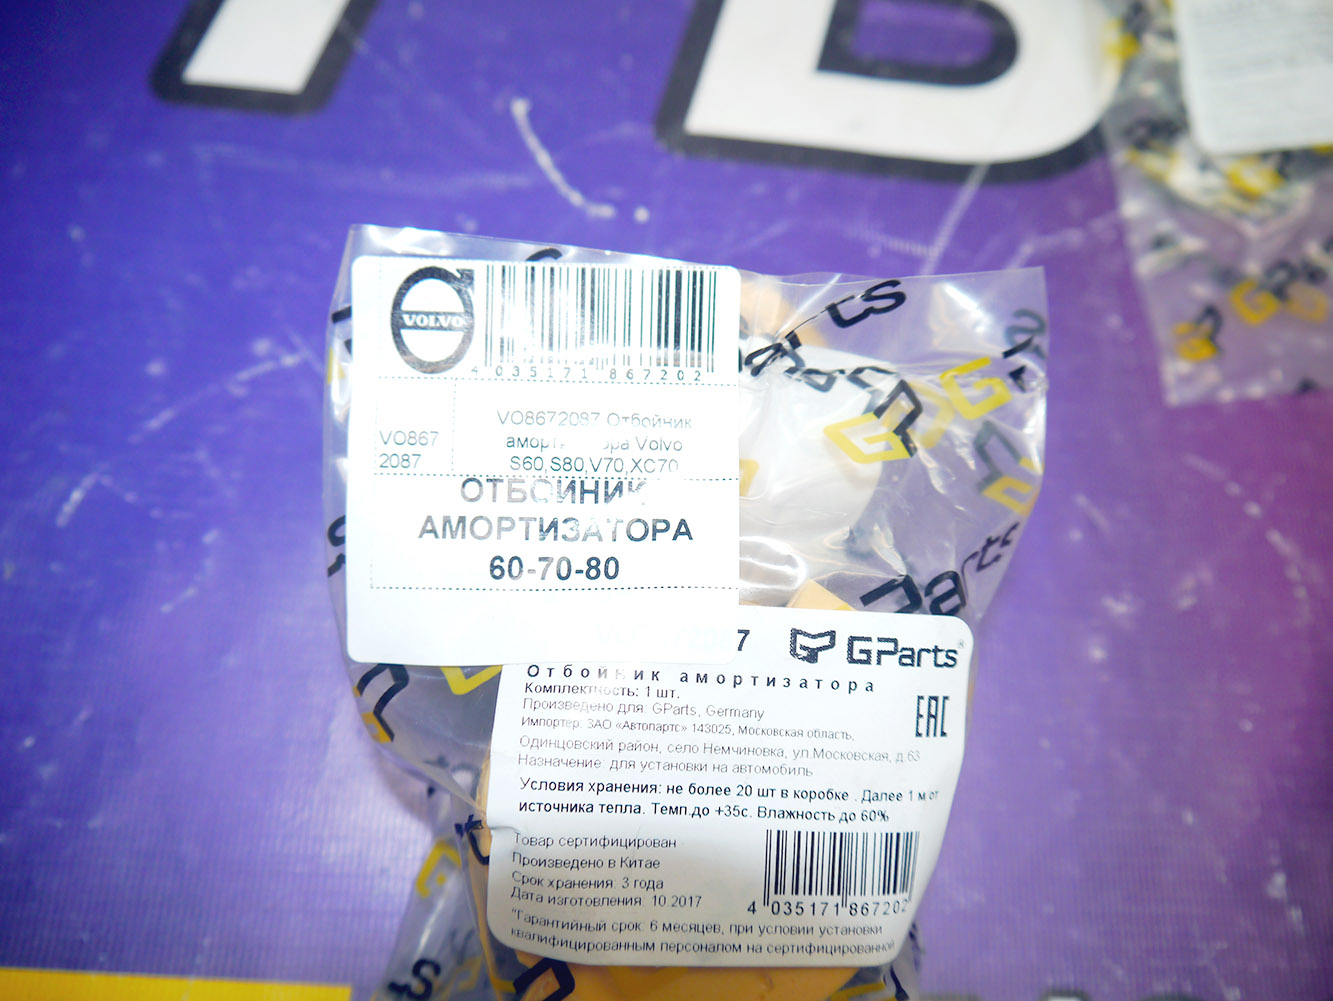 VOLVO
4 035171 867202
VO8672087 Отбойник
Volvo
S60,S80,V70,XC70
VO867
2087
ОТБОЙНИК
АМОРТИЗАТОРА
60-70-80
GParts
Отбойник амортизатора
Комплектность: 1 шт.
Произведено для: GParts, Germany
Импортер: ЗАО «Автопартс» 143025, Московская область,
Одинцовский район, село Немчиновка, ул.Московская, д.63
Назначение: для установки на автомобиль
EAC
Условия хранения: не более 20 шт в коробке . Далее 1 м от
источника тепла. Темп.до +35с. Влажность до 60%
Товар сертифицирован
Произведено в Китае
Срок хранения: 3 года
Дата изготовления: 10.2017
4 035171 867202
"Гарантийный срок: 6 месяцев, при условии установки
квалифицированным персоналом на сертифицированной